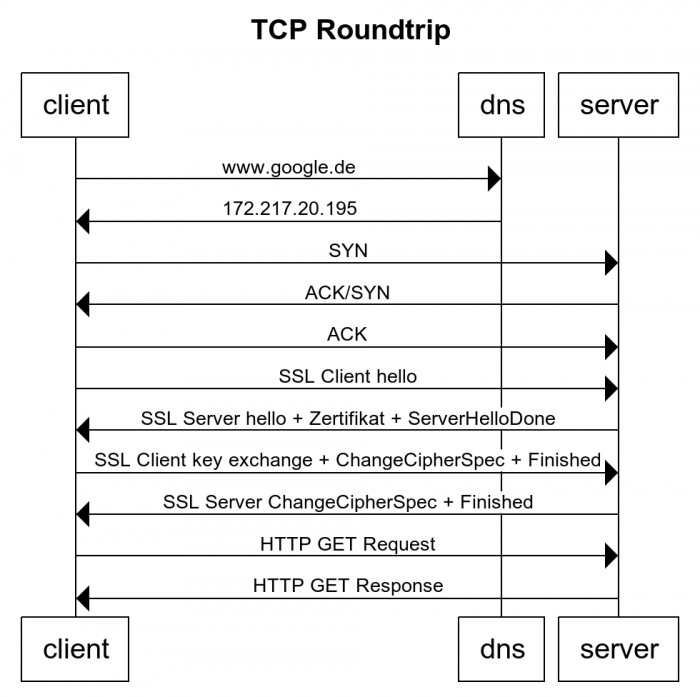 TCP Roundtrip
client dns server
www.google.de
172.217.20.195
SYN
ACK/SYN
ACK
SSL Client hello
SSL Server hello + Zertifikat + ServerHelloDone
SSL Client key exchange + ChangeCipherSpec + Finished
SSL Server ChangeCipherSpec + Finished
HTTP GET Request
HTTP GET Response
client dns server